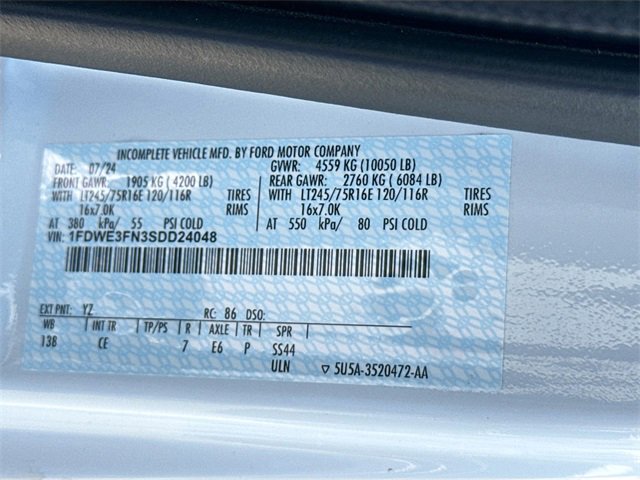 INCOMPLETE VEHICLE MFD. BY FORD MOTOR COMPANY
DATE: 07/24 GVWR: 4559 KG (10050 LB)
FRONT GAWR: 1905 KG ( 4200 LB) REAR GAWR: 2760 KG ( 6084 LB)
WITH LT245/75R16E 120/116R TIRES WITH LT245/75R16E 120/116R TIRES
16x7.0K RIMS 16x7.0K RIMS
AT 380 kPa/ 55 PSI COLD AT 550 kPa/ 80 PSI COLD
VIN: 1FDWE3FN3SDD24048
EXT PNT: YZ RC: 86 DSO:
WB INT TR TP/PS R AXLE TR SPR
138 CE 7 E6 P SS44
ULN ▽ 5U5A-3520472-AA